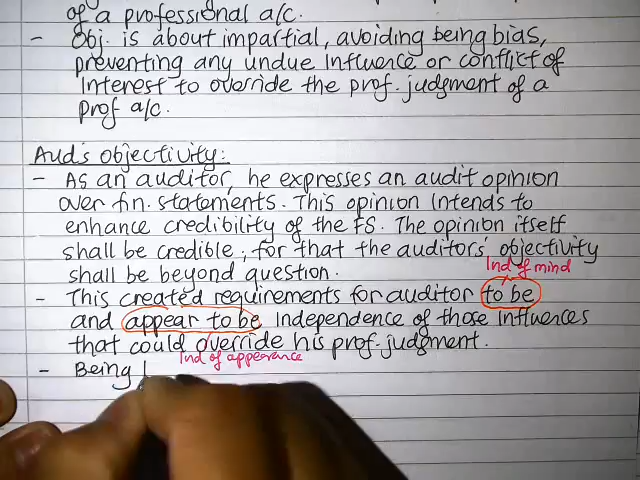 of a professional a/c.
- Obj. is about impartial, avoiding being bias,
preventing any undue influence or conflict of
interest to override the prof. judgment of a
prof a/c.
Aud's objectivity:
- As an auditor, he expresses an audit opinion
over fin. statements. This opinion intends to
enhance credibility of the FS. The opinion itself
shall be credible, for that the auditors' objectivity
shall be beyond question.
Ind of mind
- This created requirements for auditor to be
and appear to be independence of those influences
that could override his prof. judgment.
Ind of appearence
- Being